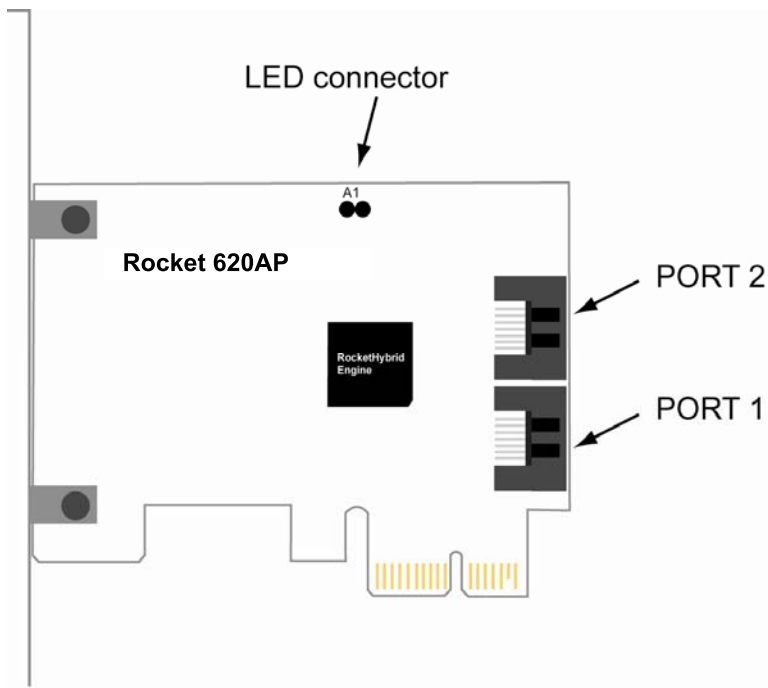 LED connector
A1
Rocket 620AP
PORT 2
RocketHybrid
Engine
PORT 1